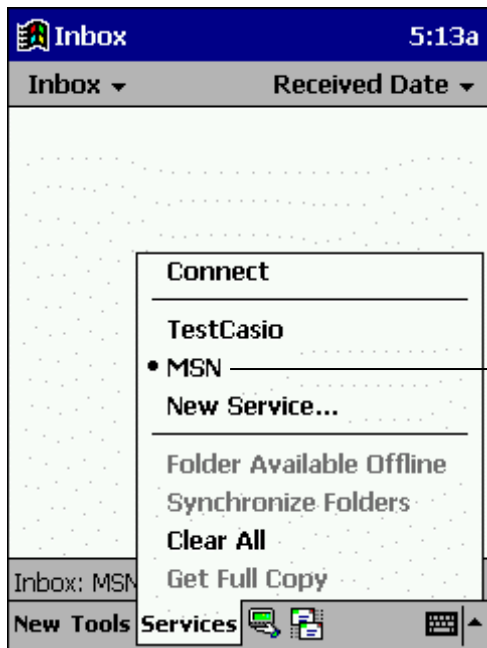 Inbox 5:13a
Inbox Received Date
Connect
TestCasio
• MSN
New Service...
Folder Available Offline
Synchronize Folders
Clear All
Get Full Copy
Inbox: MSN
New Tools Services